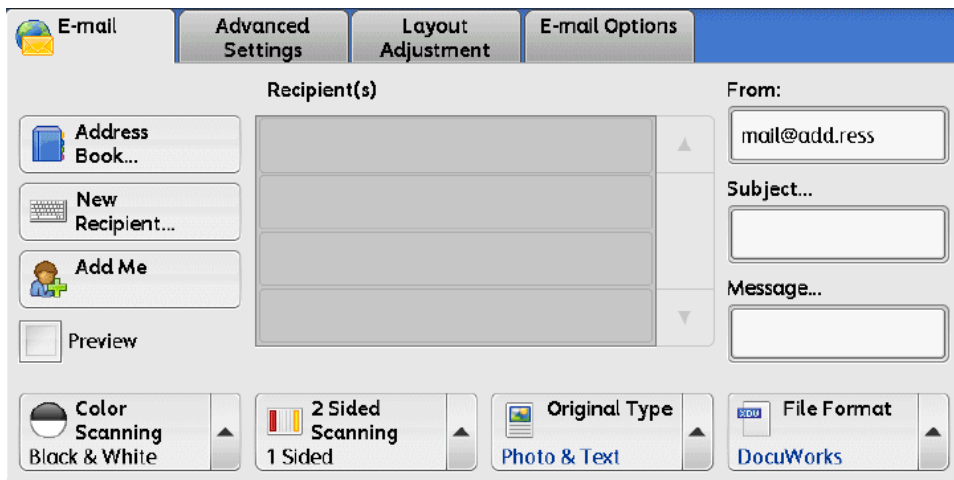 E-mail
Advanced
Settings
Layout
Adjustment
E-mail Options
Recipient(s)
From:
Address
Book...
mail@add.ress
New
Recipient...
Subject...
Add Me
Message...
Preview
Color
Scanning
Black & White
2 Sided
Scanning
1 Sided
Original Type
Photo & Text
XDW
File Format
DocuWorks